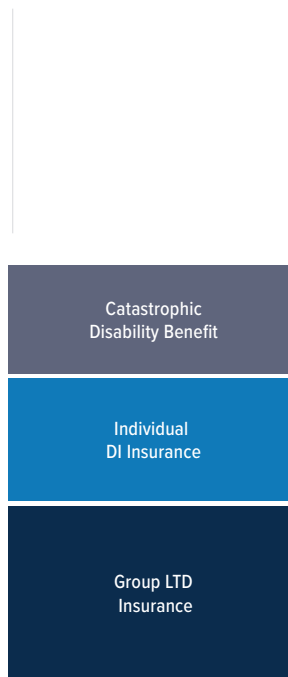 Catastrophic
Disability Benefit
Individual
DI Insurance
Group LTD
Insurance